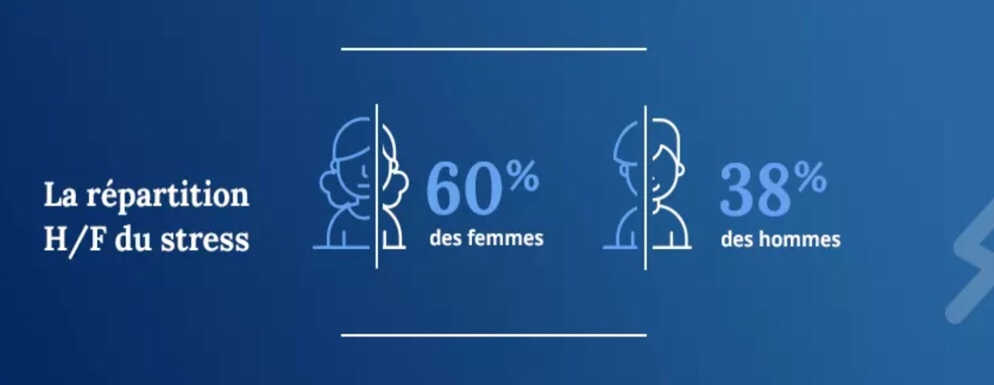 La répartition
H/F du stress
60%
des femmes
38%
des hommes